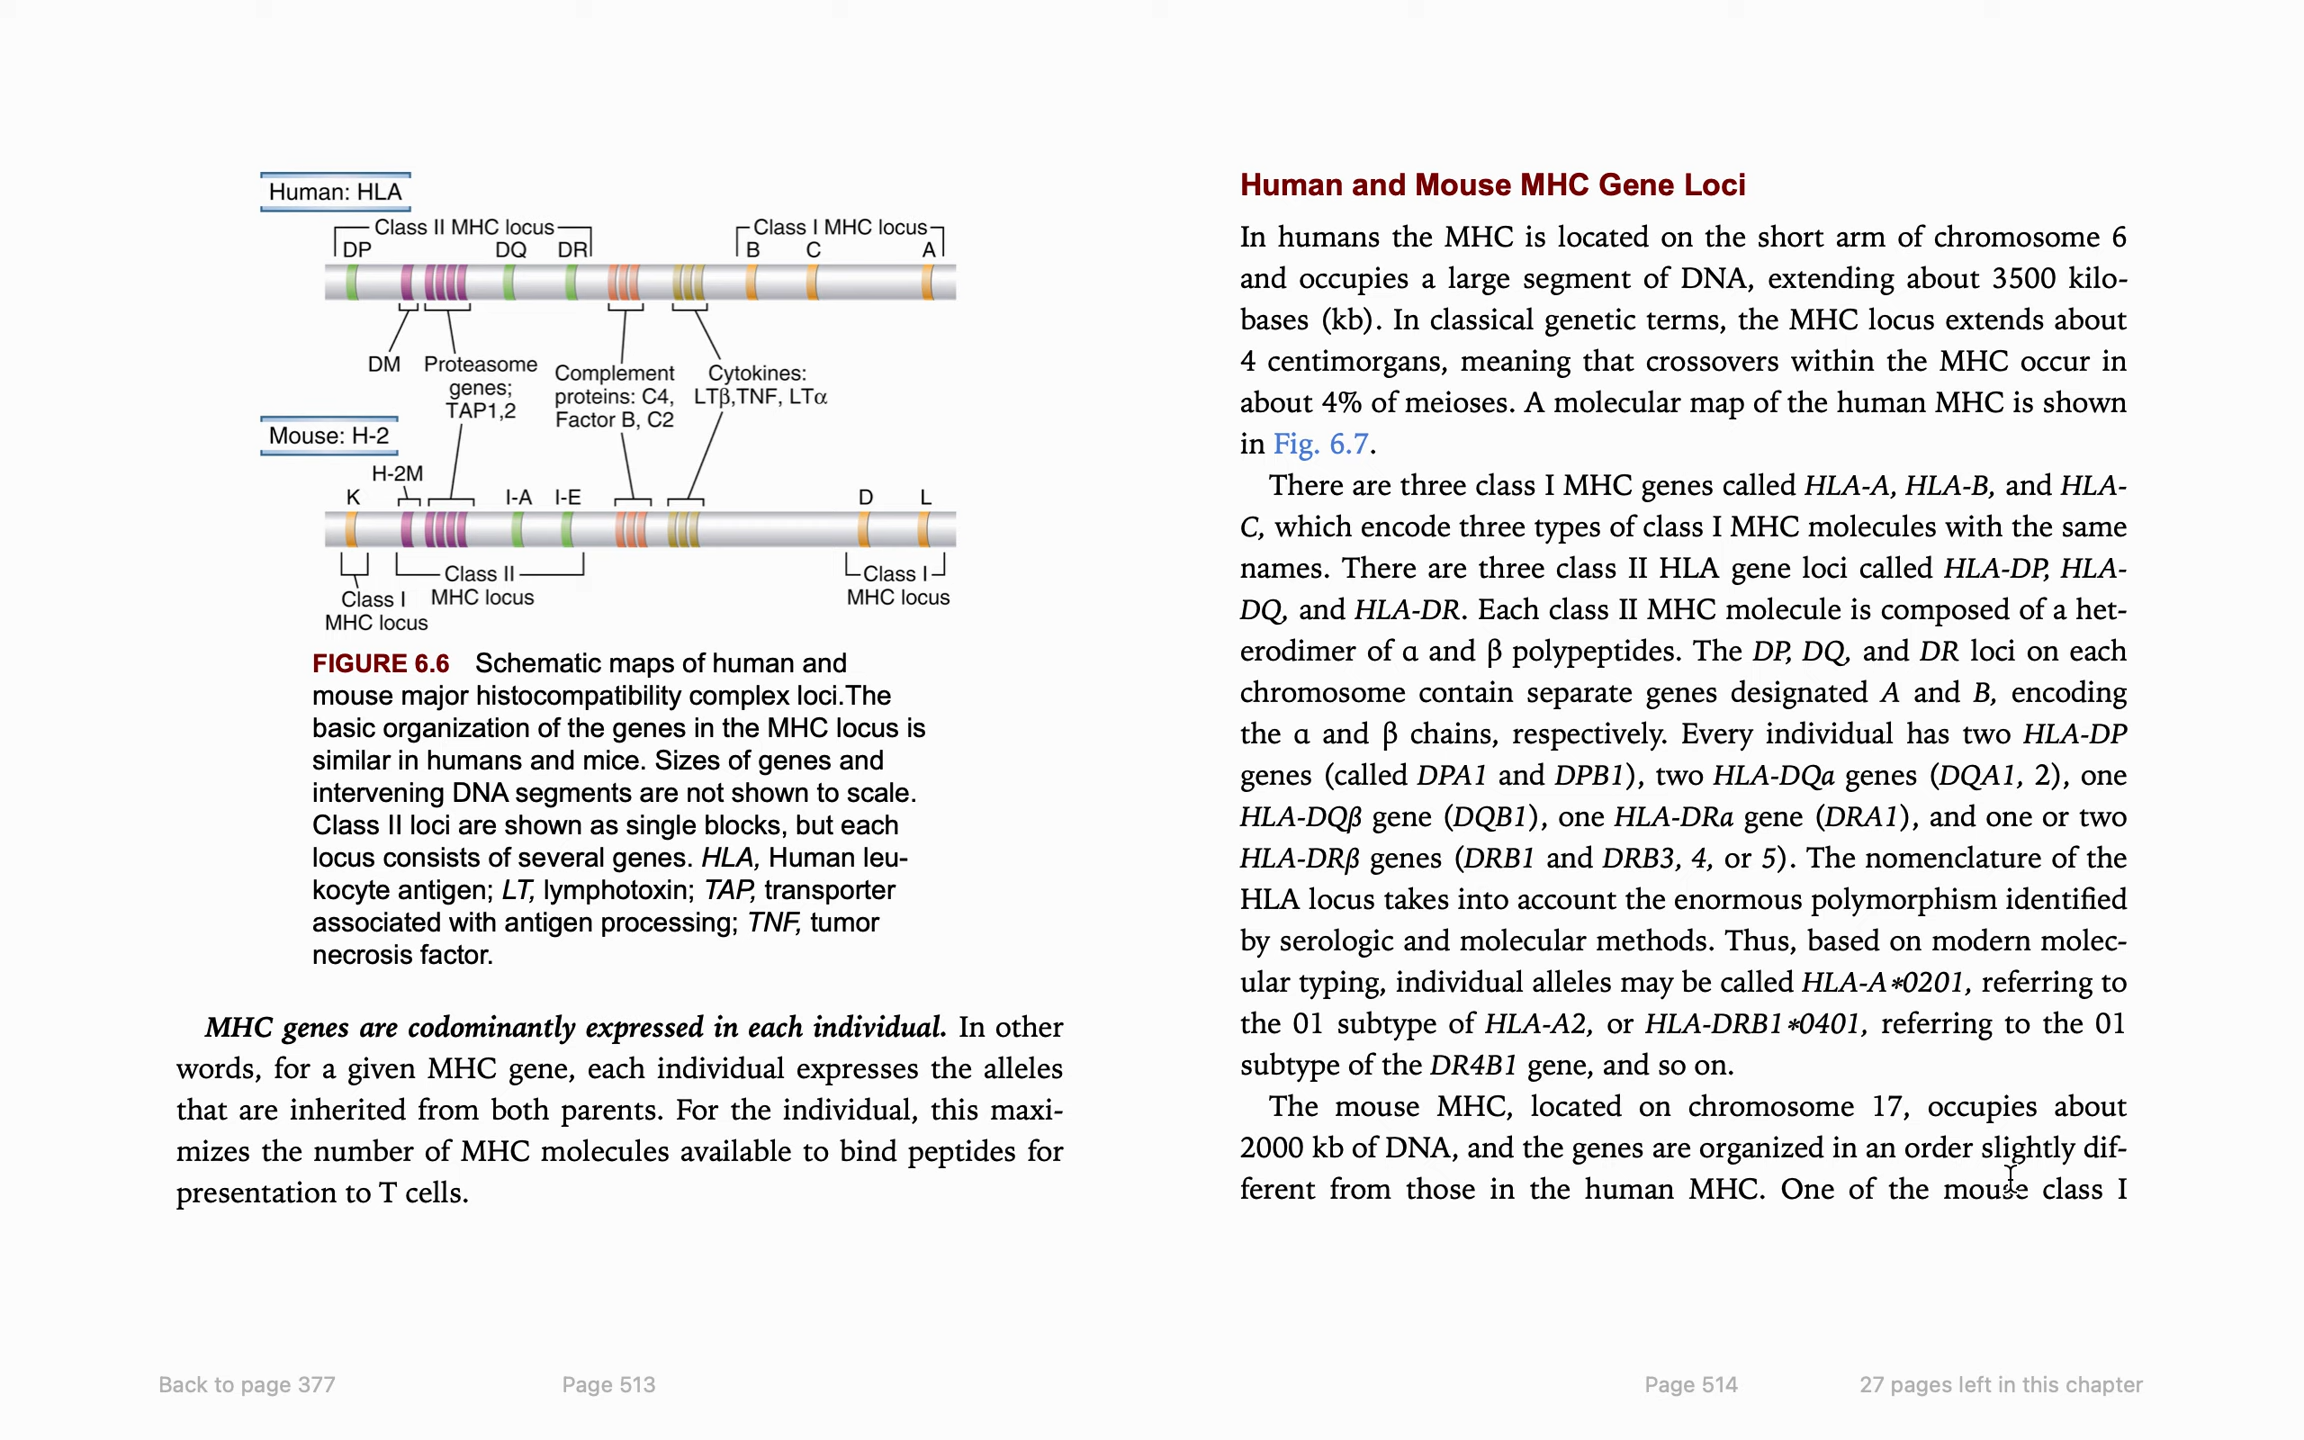 Human: HLA
Class II MHC locus
Class I MHC locus
DP
DQ
DR
B
C
A
DM
Proteasome
genes;
TAP1,2
Complement
proteins: C4,
Factor B, C2
Cytokines:
LTβ,TNF, LTα
Mouse: H-2
H-2M
K
I-A
I-E
D
L
Class I
MHC locus
Class II
MHC locus
Class I
MHC locus
FIGURE 6.6 Schematic maps of human and
mouse major histocompatibility complex loci.The
basic organization of the genes in the MHC locus is
similar in humans and mice. Sizes of genes and
intervening DNA segments are not shown to scale.
Class II loci are shown as single blocks, but each
locus consists of several genes. HLA, Human leu-
kocyte antigen; LT, lymphotoxin; TAP, transporter
associated with antigen processing; TNF, tumor
necrosis factor.
MHC genes are codominantly expressed in each individual. In other
words, for a given MHC gene, each individual expresses the alleles
that are inherited from both parents. For the individual, this maxi-
mizes the number of MHC molecules available to bind peptides for
presentation to T cells.
Human and Mouse MHC Gene Loci
In humans the MHC is located on the short arm of chromosome 6
and occupies a large segment of DNA, extending about 3500 kilo-
bases (kb). In classical genetic terms, the MHC locus extends about
4 centimorgans, meaning that crossovers within the MHC occur in
about 4% of meioses. A molecular map of the human MHC is shown
in Fig. 6.7.
There are three class I MHC genes called HLA-A, HLA-B, and HLA-
C, which encode three types of class I MHC molecules with the same
names. There are three class II HLA gene loci called HLA-DP, HLA-
DQ, and HLA-DR. Each class II MHC molecule is composed of a het-
erodimer of α and β polypeptides. The DP, DQ, and DR loci on each
chromosome contain separate genes designated A and B, encoding
the α and β chains, respectively. Every individual has two HLA-DP
genes (called DPA1 and DPB1), two HLA-DQα genes (DQA1, 2), one
HLA-DQβ gene (DQB1), one HLA-DRα gene (DRA1), and one or two
HLA-DRβ genes (DRB1 and DRB3, 4, or 5). The nomenclature of the
HLA locus takes into account the enormous polymorphism identified
by serologic and molecular methods. Thus, based on modern molec-
ular typing, individual alleles may be called HLA-A∗0201, referring to
the 01 subtype of HLA-A2, or HLA-DRB1∗0401, referring to the 01
subtype of the DR4B1 gene, and so on.
The mouse MHC, located on chromosome 17, occupies about
2000 kb of DNA, and the genes are organized in an order slightly dif-
ferent from those in the human MHC. One of the mouse class I
Back to page 377
Page 513
Page 514
27 pages left in this chapter